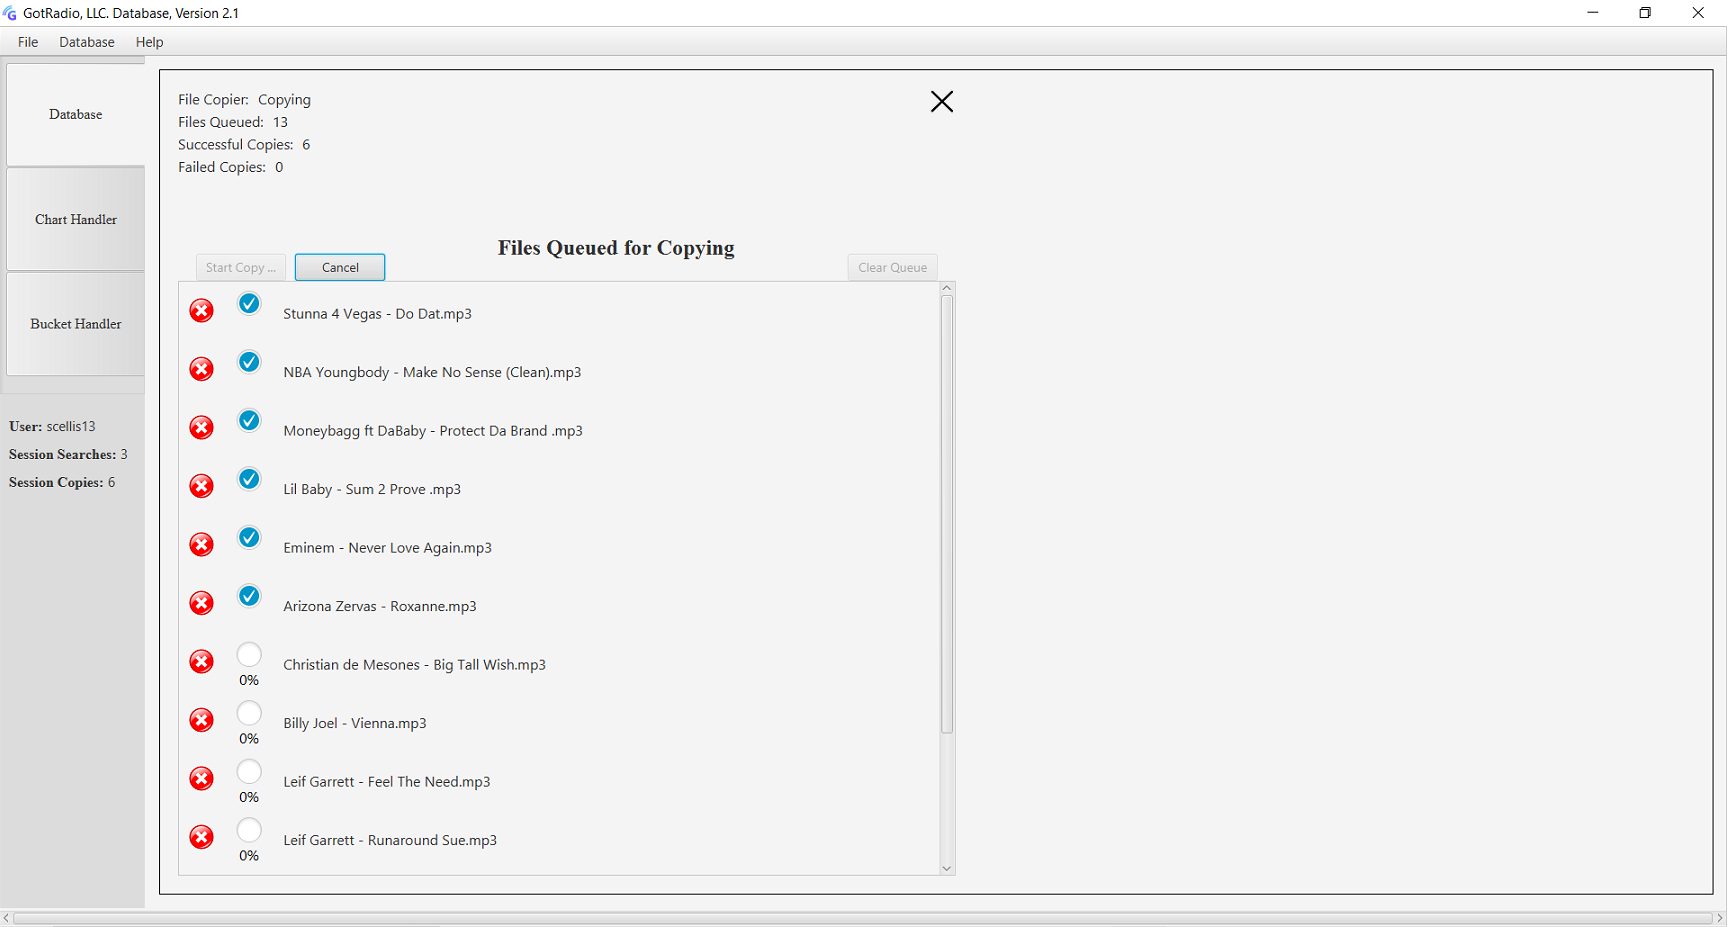 GotRadio, LLC. Database, Version 2.1
File Database Help
Database
Chart Handler
Bucket Handler
User: scellis13
Session Searches: 3
Session Copies: 6
File Copier: Copying
Files Queued: 13
Successful Copies: 6
Failed Copies: 0
Files Queued for Copying
Start Copy ... Cancel Clear Queue
Stunna 4 Vegas - Do Dat.mp3
NBA Youngbody - Make No Sense (Clean).mp3
Moneybagg ft DaBaby - Protect Da Brand .mp3
Lil Baby - Sum 2 Prove .mp3
Eminem - Never Love Again.mp3
Arizona Zervas - Roxanne.mp3
Christian de Mesones - Big Tall Wish.mp3
0%
Billy Joel - Vienna.mp3
0%
Leif Garrett - Feel The Need.mp3
0%
Leif Garrett - Runaround Sue.mp3
0%